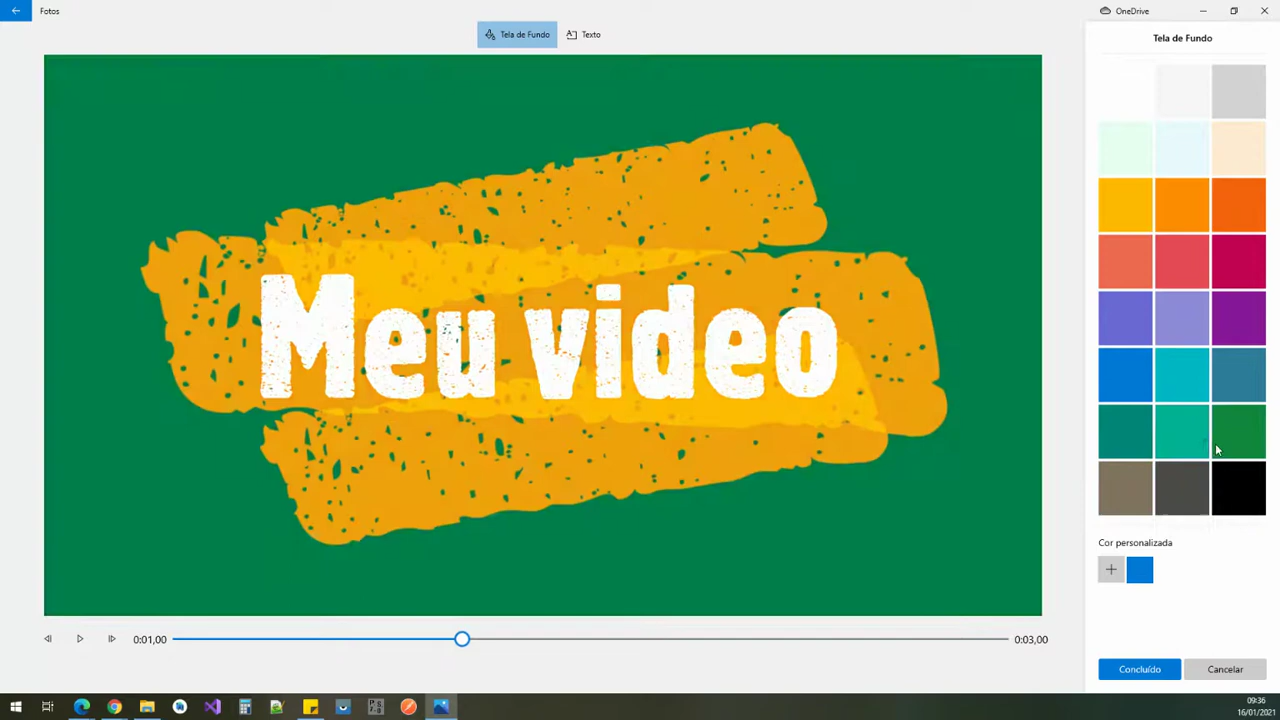 Fotos
OneDrive
Tela de Fundo
Texto
Tela de Fundo
Meu video
Cor personalizada
0:01,00
0:03,00
Concluído
Cancelar
09:36
16/01/2021